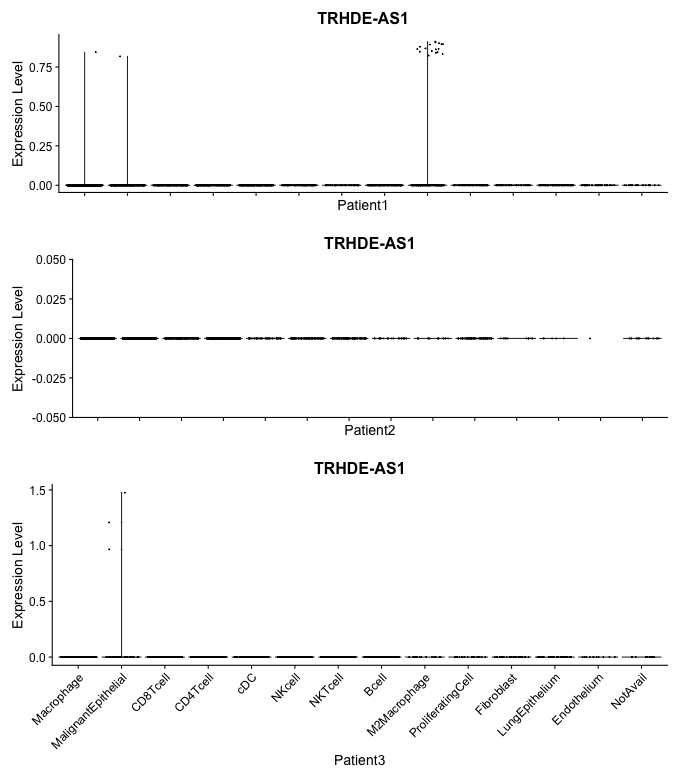 TRHDE-AS1
Expression Level
0.75
0.50
0.25
0.00
Patient1
TRHDE-AS1
Expression Level
0.050
0.025
0.000
-0.025
-0.050
Patient2
TRHDE-AS1
Expression Level
1.5
1.0
0.5
0.0
Macrophage
MalignantEpithelial
CD8Tcell
CD4Tcell
cDC
NKcell
NKTcell
Bcell
M2Macrophage
ProliferatingCell
Fibroblast
LungEpithelium
Endothelium
NotAvail
Patient3